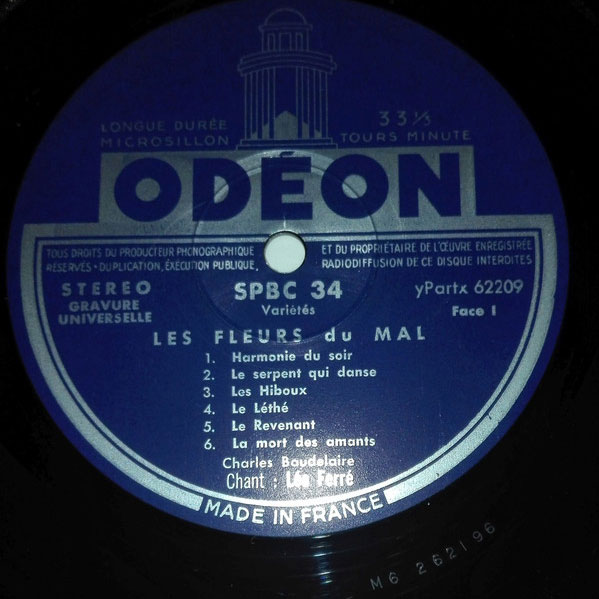 LONGUE DURÉE 33 1/3
MICROSILLON TOURS MINUTE
ODÉON
TOUS DROITS DU PRODUCTEUR PHONOGRAPHIQUE ET DU PROPRIÉTAIRE DE L'ŒUVRE ENREGISTRÉE
RÉSERVÉS • DUPLICATION, EXÉCUTION PUBLIQUE, RADIODIFFUSION DE CE DISQUE INTERDITES
STEREO SPBC 34 yPartx 62209
GRAVURE UNIVERSELLE Variétés Face 1
LES FLEURS du MAL
1. Harmonie du soir
2. Le serpent qui danse
3. Les Hiboux
4. Le Léthé
5. Le Revenant
6. La mort des amants
Charles Baudelaire
Chant : Léo Ferré
MADE IN FRANCE
M6 262196